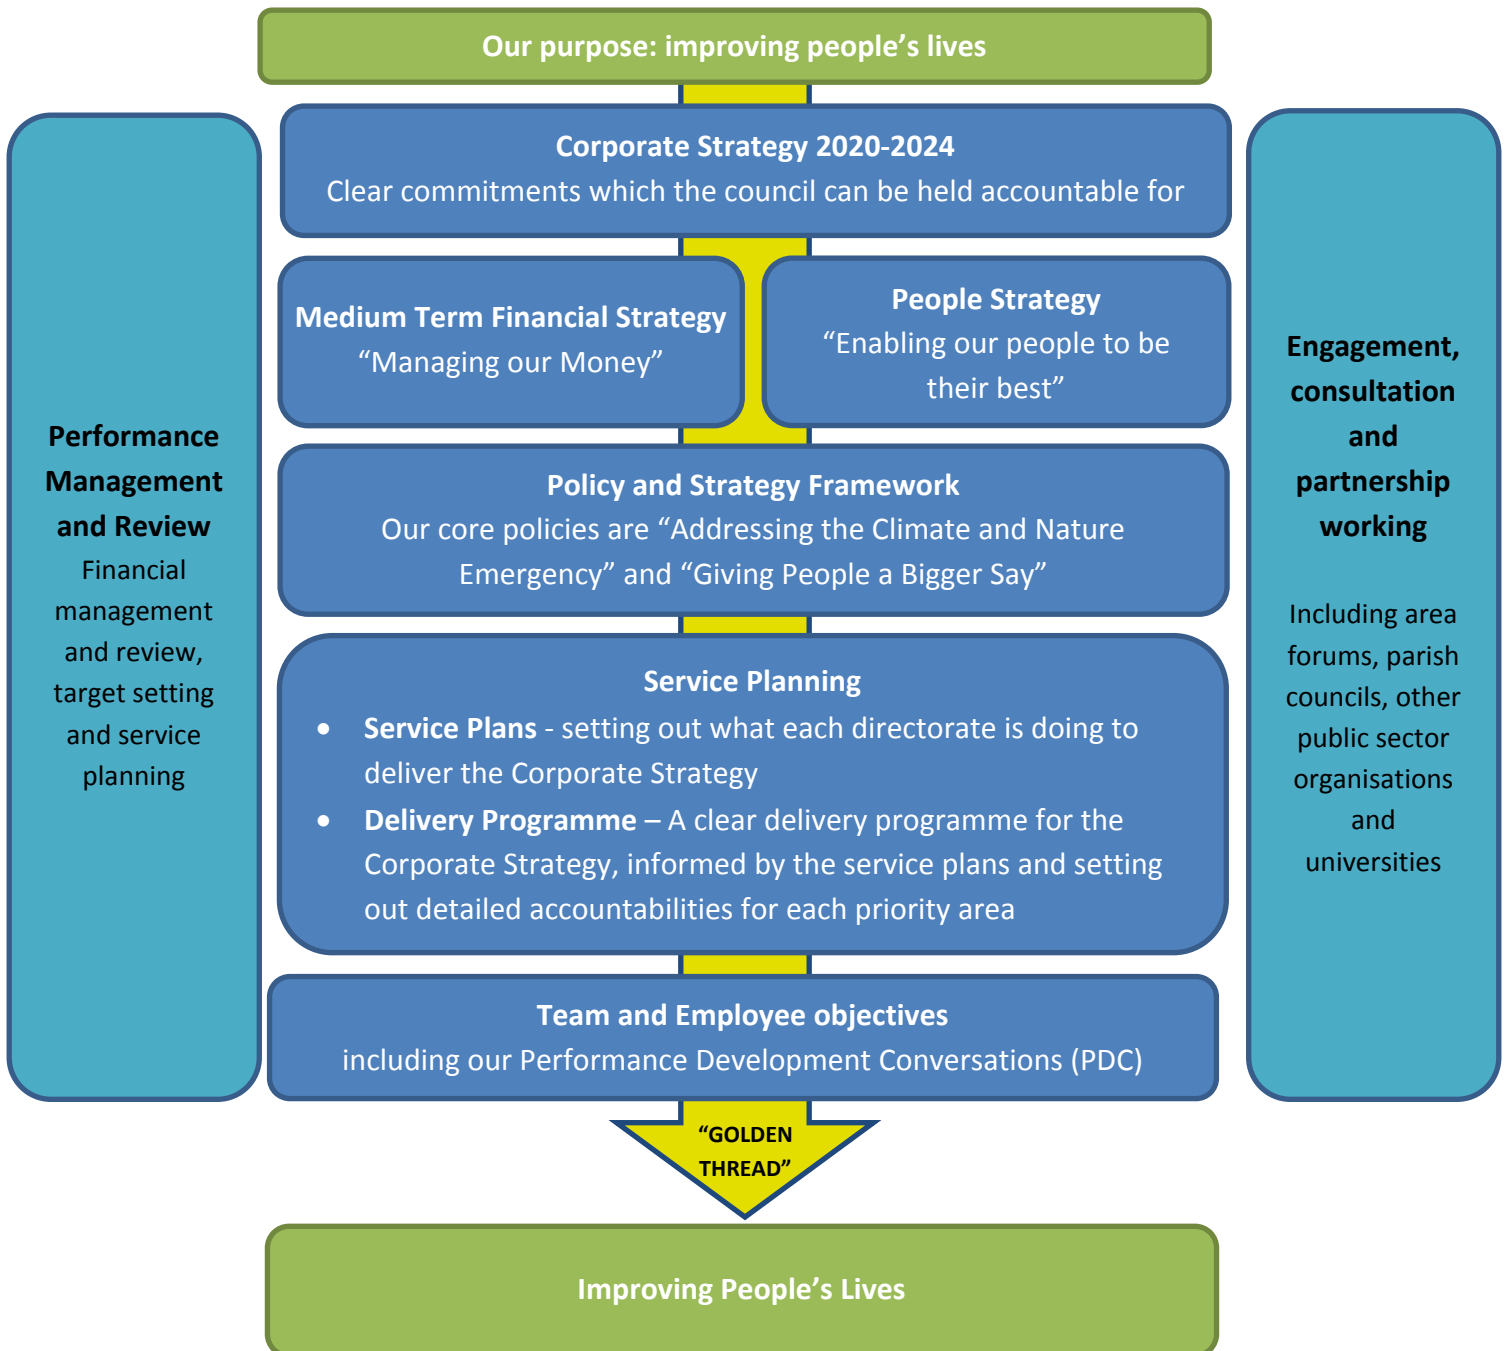 Our purpose: improving people’s lives
Corporate Strategy 2020-2024
Clear commitments which the council can be held accountable for
Medium Term Financial Strategy
“Managing our Money”
People Strategy
“Enabling our people to be
their best”
Policy and Strategy Framework
Our core policies are “Addressing the Climate and Nature
Emergency” and “Giving People a Bigger Say”
Service Planning
• Service Plans - setting out what each directorate is doing to
deliver the Corporate Strategy
• Delivery Programme – A clear delivery programme for the
Corporate Strategy, informed by the service plans and setting
out detailed accountabilities for each priority area
Team and Employee objectives
including our Performance Development Conversations (PDC)
“GOLDEN
THREAD”
Improving People’s Lives
Performance
Management
and Review
Financial
management
and review,
target setting
and service
planning
Engagement,
consultation
and
partnership
working
Including area
forums, parish
councils, other
public sector
organisations
and
universities